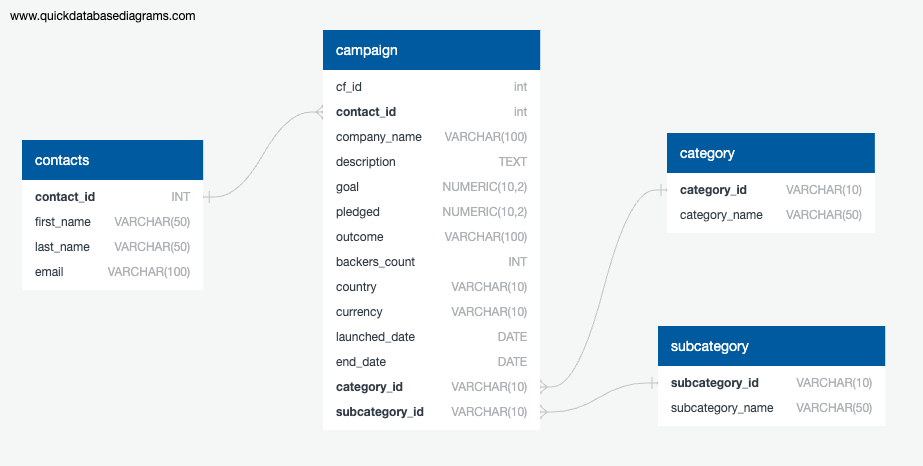 www.quickdatabasediagrams.com
contacts
contact_id INT
first_name VARCHAR(50)
last_name VARCHAR(50)
email VARCHAR(100)
campaign
cf_id int
contact_id int
company_name VARCHAR(100)
description TEXT
goal NUMERIC(10,2)
pledged NUMERIC(10,2)
outcome VARCHAR(100)
backers_count INT
country VARCHAR(10)
currency VARCHAR(10)
launched_date DATE
end_date DATE
category_id VARCHAR(10)
subcategory_id VARCHAR(10)
category
category_id VARCHAR(10)
category_name VARCHAR(50)
subcategory
subcategory_id VARCHAR(10)
subcategory_name VARCHAR(50)